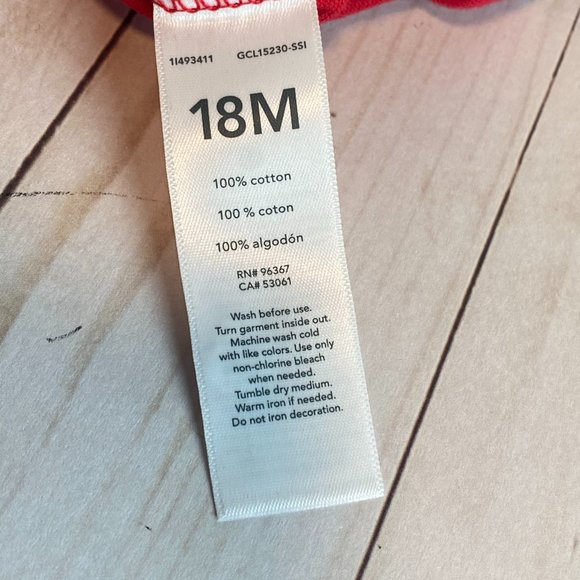 1I493411 GCL15230-SSI
18M
100% cotton
100 % coton
100% algodón
RN# 96367
CA# 53061
Wash before use.
Turn garment inside out.
Machine wash cold
with like colors. Use only
non-chlorine bleach
when needed.
Tumble dry medium.
Warm iron if needed.
Do not iron decoration.